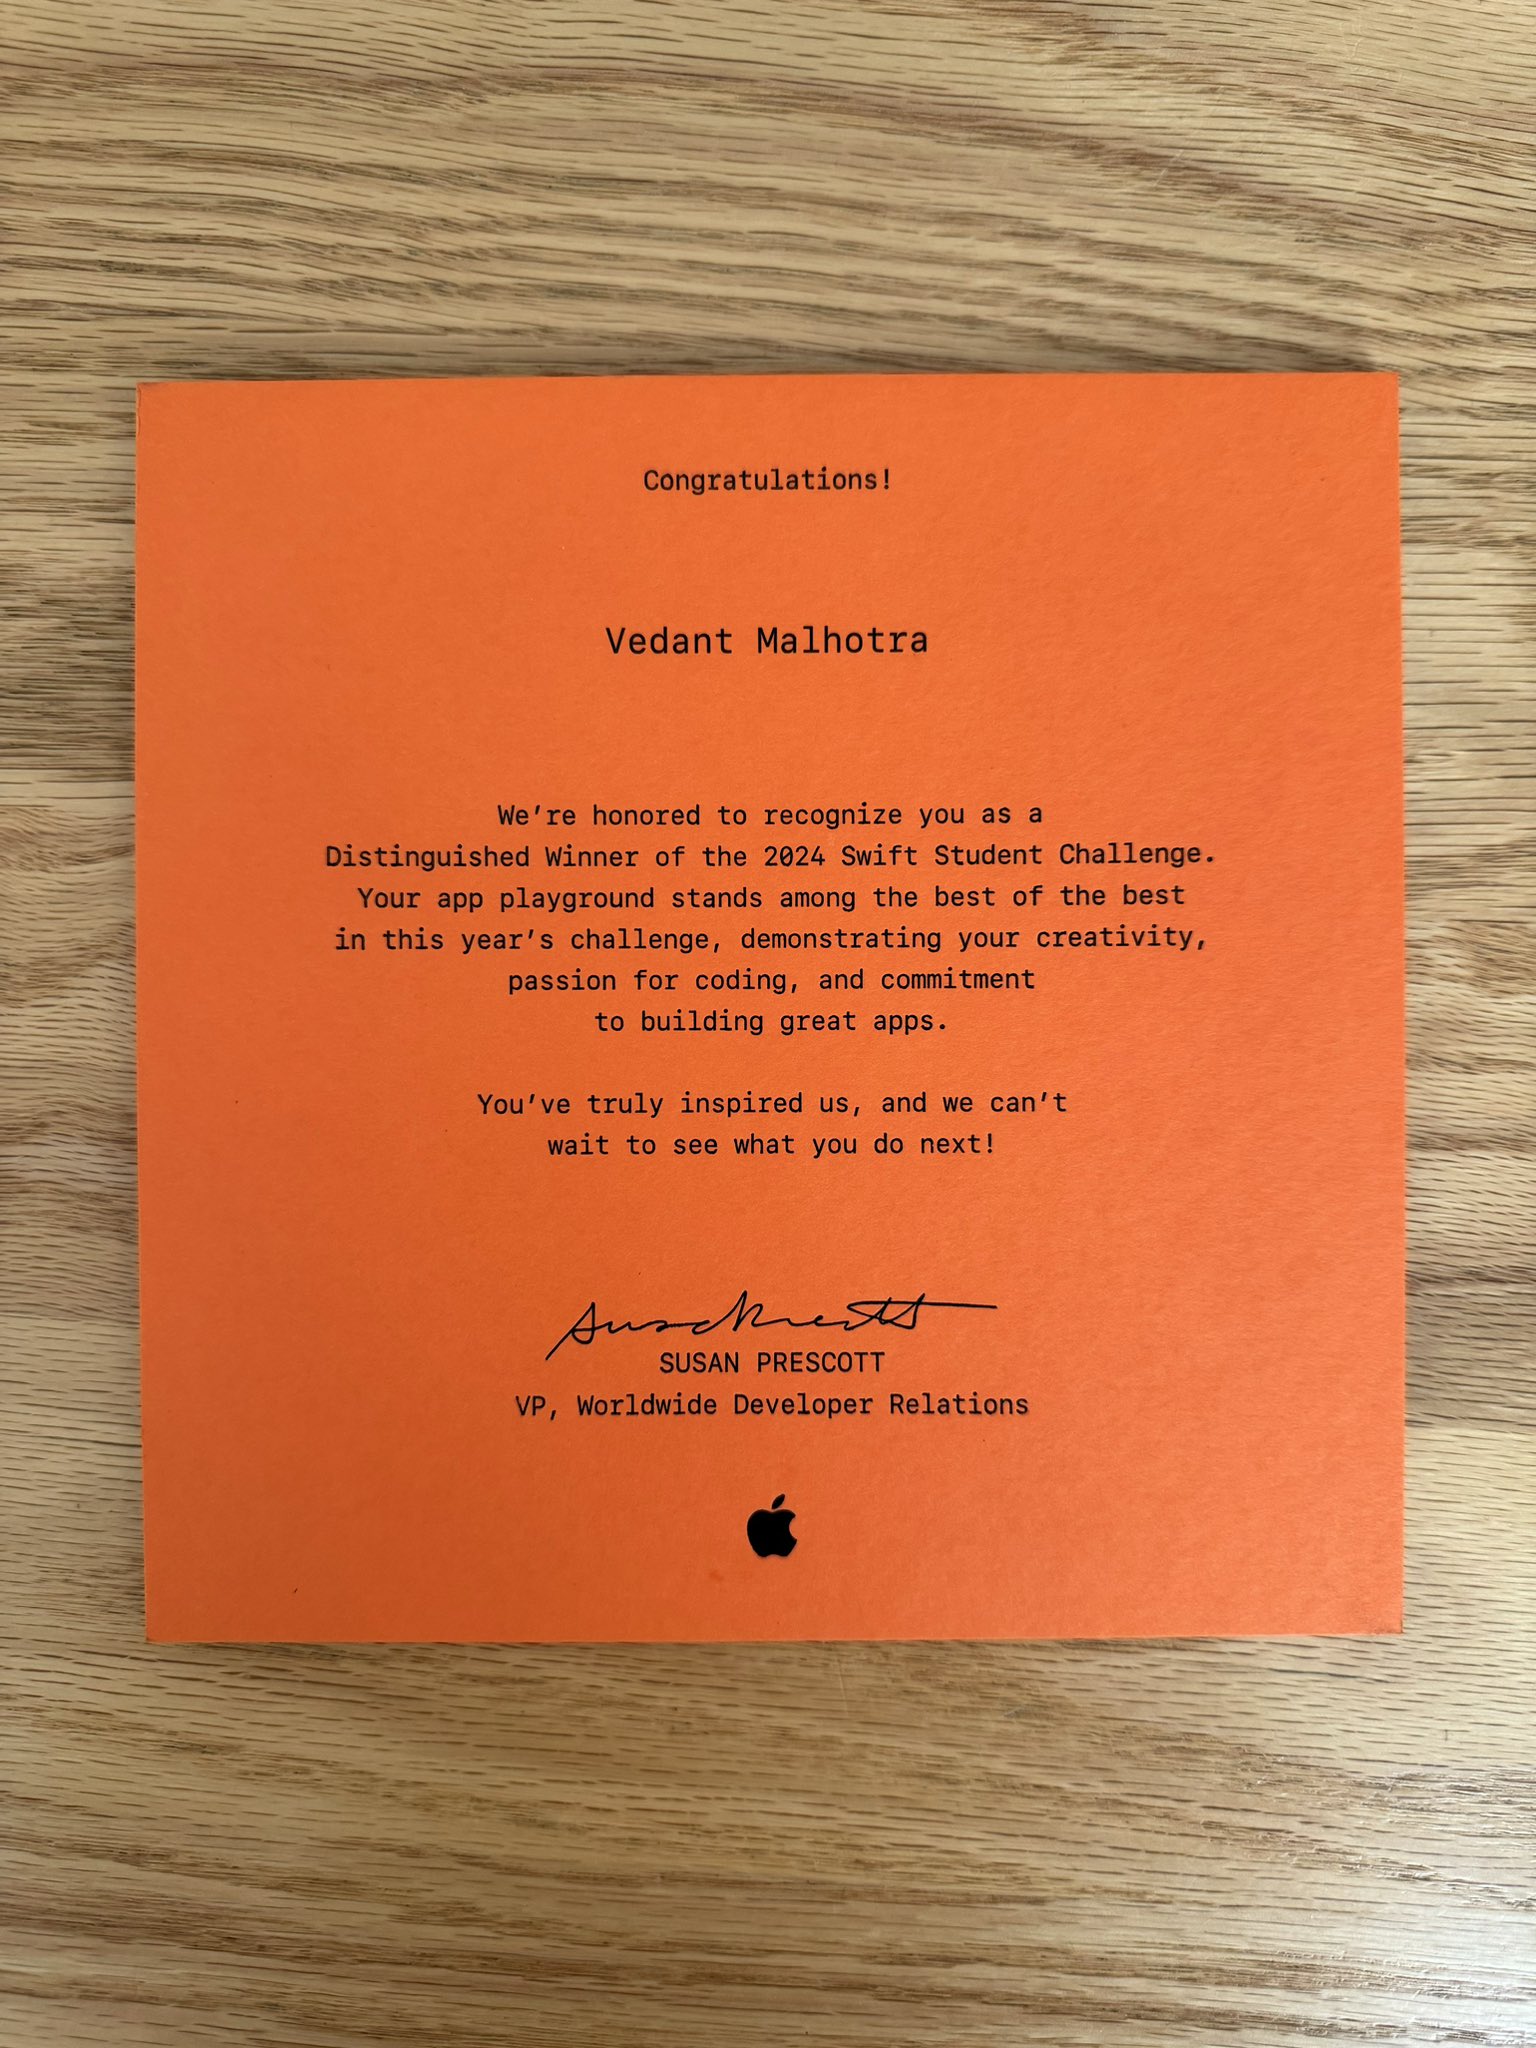 Congratulations!
Vedant Malhotra
We’re honored to recognize you as a
Distinguished Winner of the 2024 Swift Student Challenge.
Your app playground stands among the best of the best
in this year’s challenge, demonstrating your creativity,
passion for coding, and commitment
to building great apps.
You’ve truly inspired us, and we can’t
wait to see what you do next!
SUSAN PRESCOTT
VP, Worldwide Developer Relations